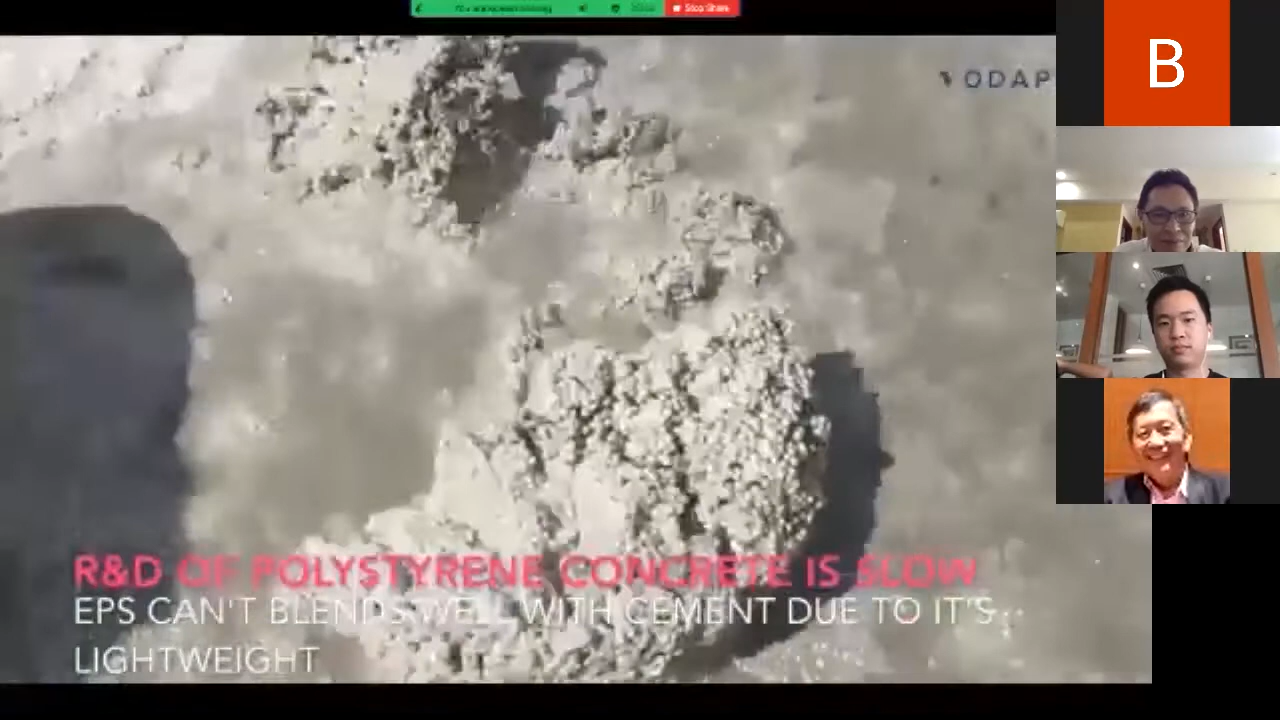 Stop Share
ODAP
B
R&D OF POLYSTYRENE CONCRETE IS SLOW
EPS CAN'T BLENDS WELL WITH CEMENT DUE TO IT'S
LIGHTWEIGHT